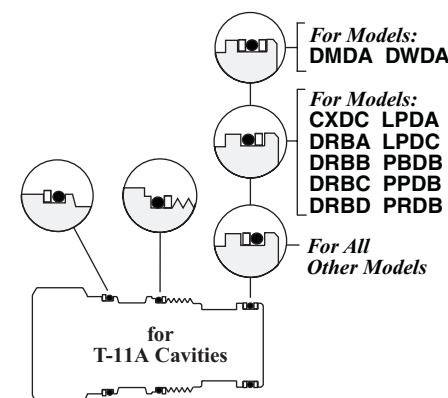 For Models:
DMDA DWDA
For Models:
CXDC LPDA
DRBA LPDC
DRBB PBDB
DRBC PPDB
DRBD PRDB
For All
Other Models
for
T-11A Cavities